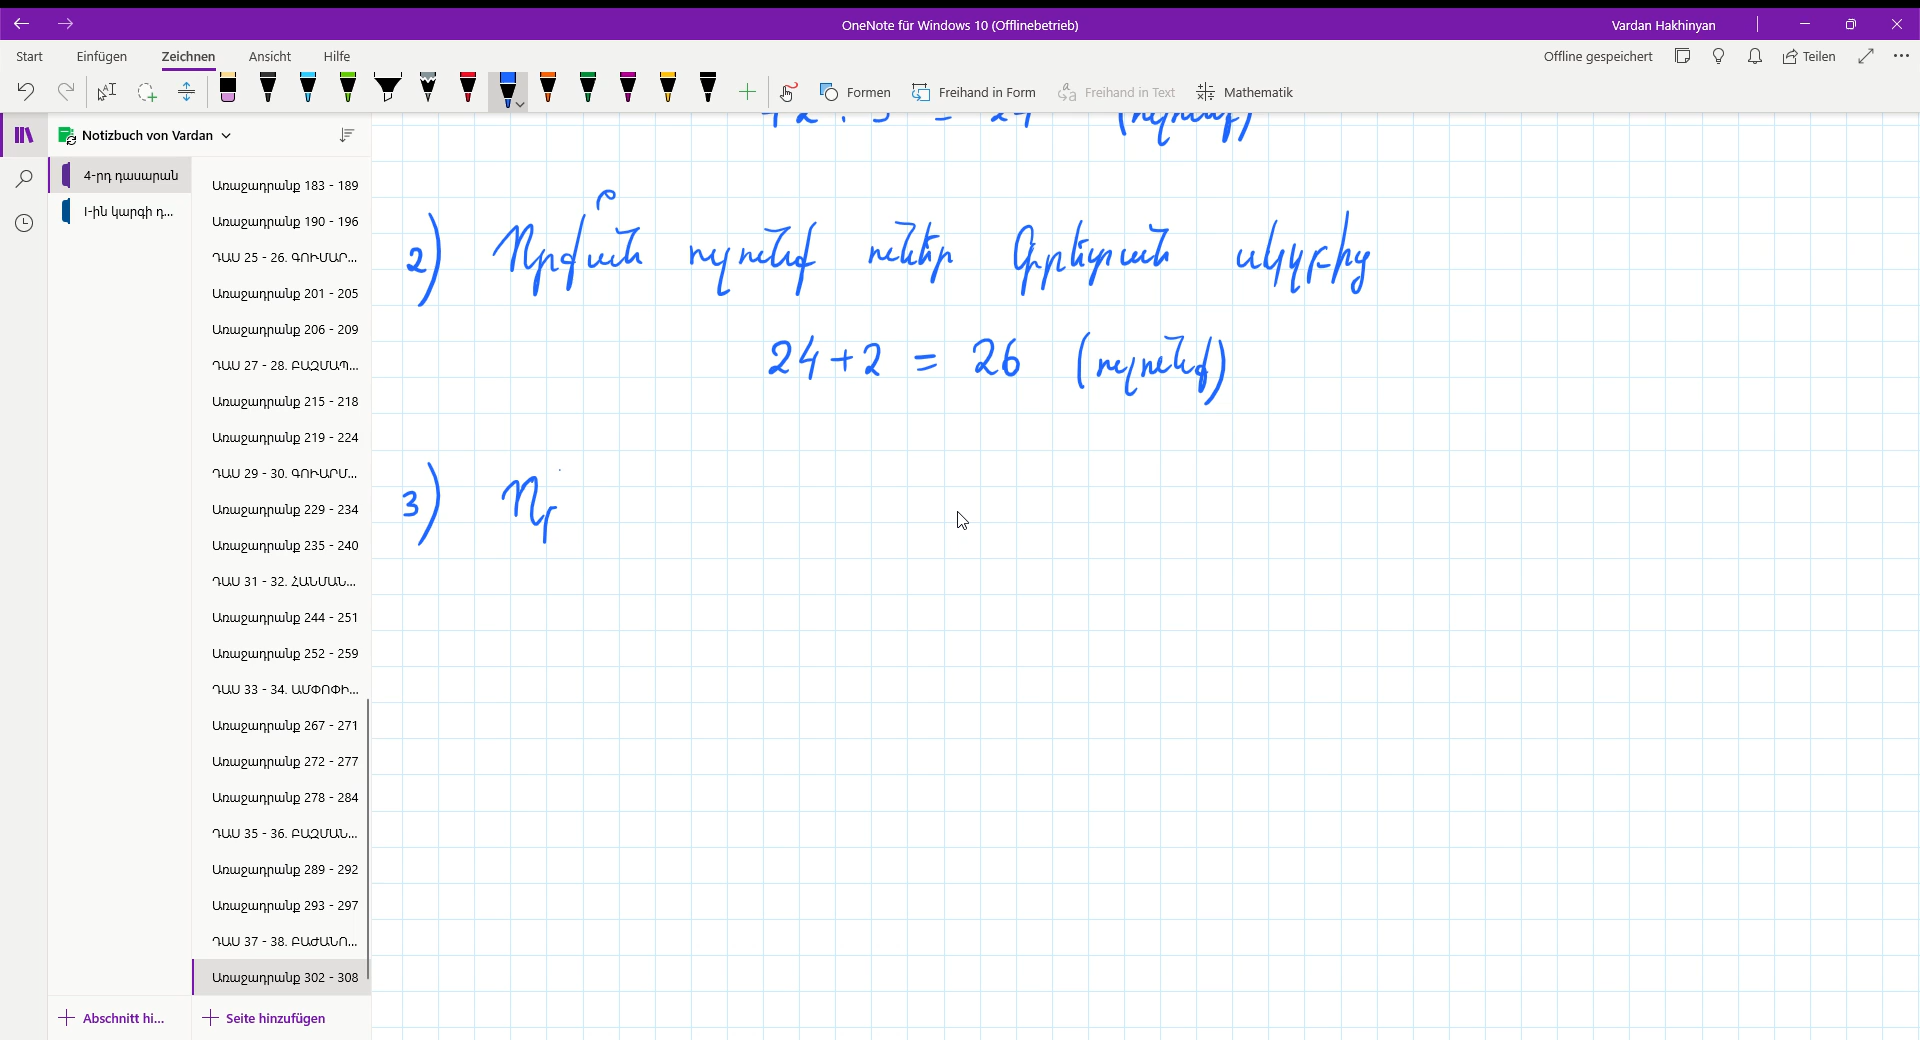 OneNote für Windows 10 (Offlinebetrieb)
Vardan Hakhinyan
Start Einfügen Zeichnen Ansicht Hilfe
Offline gespeichert Teilen
Formen Freihand in Form Freihand in Text Mathematik
Notizbuch von Vardan
4-րդ դասարան
I-ին կարգի դ...
Առաջադրանք 183 - 189
Առաջադրանք 190 - 196
ԴԱՍ 25 - 26. ԳՈՒՄԱՐ...
Առաջադրանք 201 - 205
Առաջադրանք 206 - 209
ԴԱՍ 27 - 28. ԲԱԶՄԱՊ...
Առաջադրանք 215 - 218
Առաջադրանք 219 - 224
ԴԱՍ 29 - 30. ԳՈՒԱՐՄ...
Առաջադրանք 229 - 234
Առաջադրանք 235 - 240
ԴԱՍ 31 - 32. ՀԱՆՄԱՆ...
Առաջադրանք 244 - 251
Առաջադրանք 252 - 259
ԴԱՍ 33 - 34. ԱՄՓՈՓԻ...
Առաջադրանք 267 - 271
Առաջադրանք 272 - 277
Առաջադրանք 278 - 284
ԴԱՍ 35 - 36. ԲԱԶՄԱՆ...
Առաջադրանք 289 - 292
Առաջադրանք 293 - 297
ԴԱՍ 37 - 38. ԲԱԺԱՆՈ...
Առաջադրանք 302 - 308
Abschnitt hi...
Seite hinzufügen
2) Որքա՞ն ուլունք ուներ Զրեյրան սկզբից
24+2 = 26 (ուլունք)
3) Որ